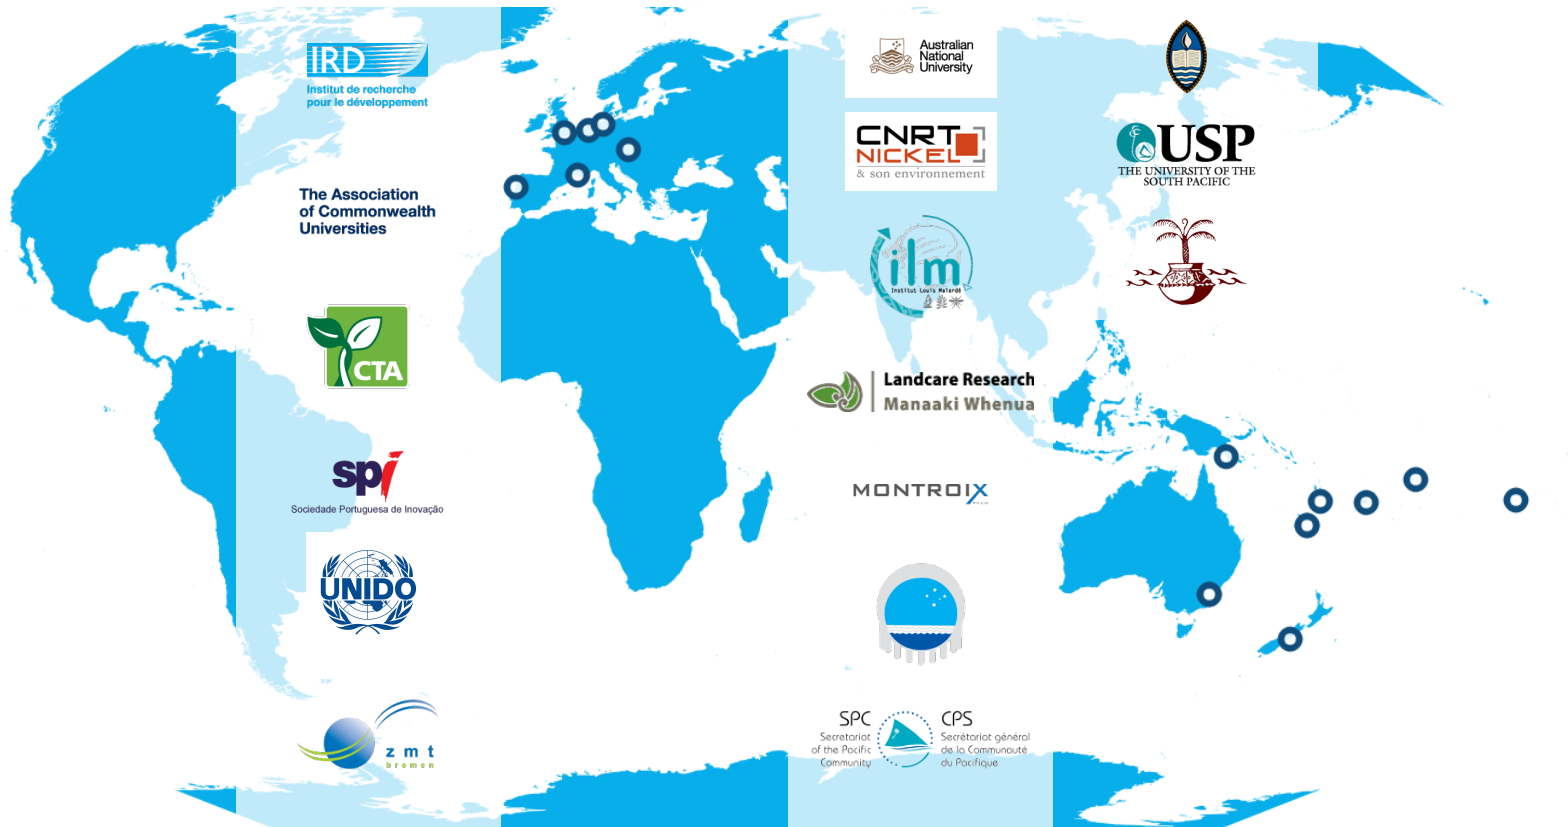 IRD
Institut de recherche
pour le développement
The Association
of Commonwealth
Universities
CTA
spi
Sociedade Portuguesa de Inovação
UNIDO
zmt
bremen
Australian
National
University
CNRT
NICKEL
& son environnement
ilm
Institut Louis Malardé
Landcare Research
Manaaki Whenua
MONTROIX
SPC
Secretariat
of the Pacific
Community
CPS
Secrétariat général
de la Communauté
du Pacifique
USP
THE UNIVERSITY OF THE
SOUTH PACIFIC